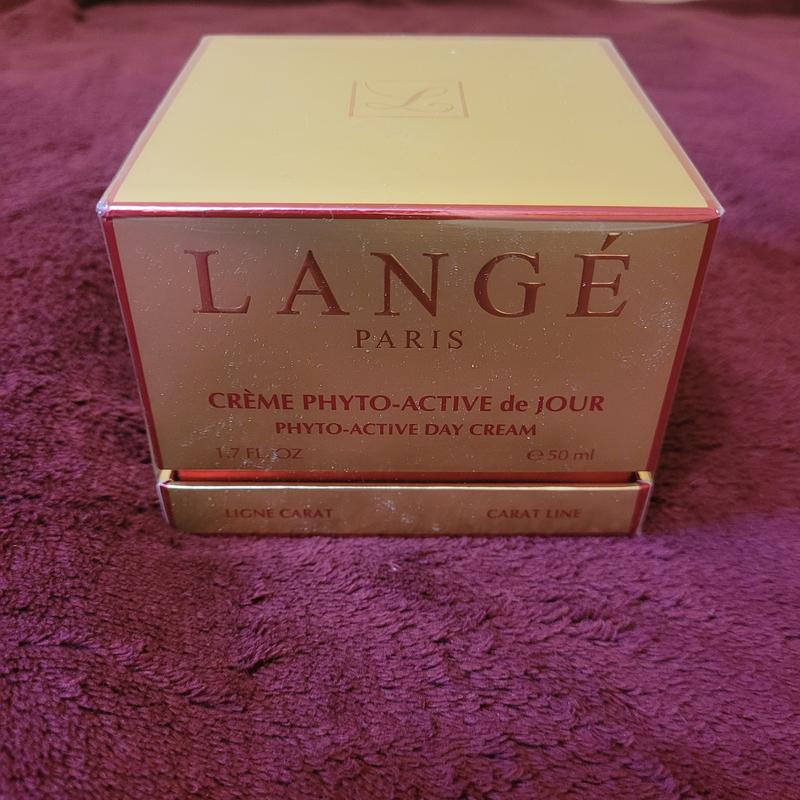 L
LANGÉ
PARIS
CRÈME PHYTO-ACTIVE de JOUR
PHYTO-ACTIVE DAY CREAM
1.7 FL. OZ ℮ 50 ml
LIGNE CARAT CARAT LINE